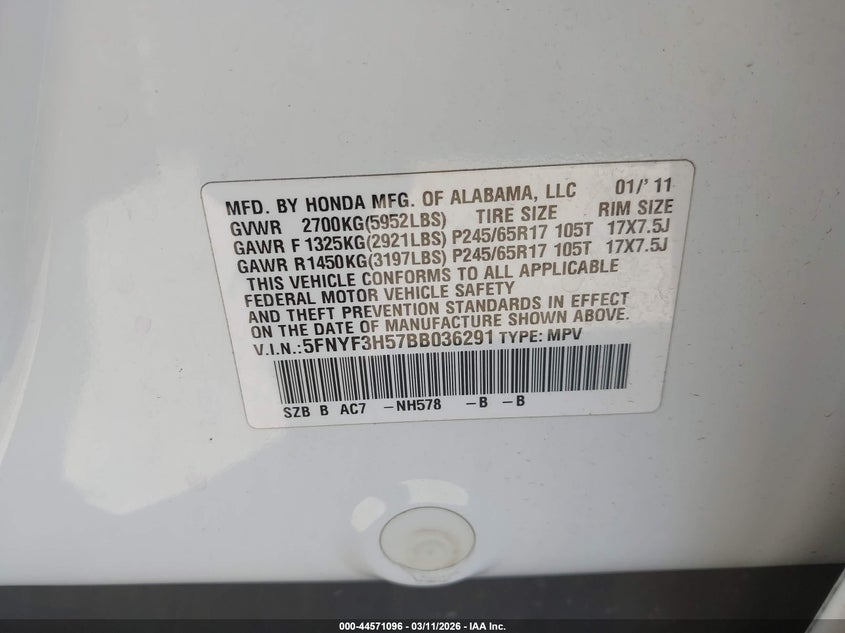 MFD. BY HONDA MFG. OF ALABAMA, LLC 01/'11
GVWR 2700KG(5952LBS) TIRE SIZE RIM SIZE
GAWR F 1325KG(2921LBS) P245/65R17 105T 17X7.5J
GAWR R1450KG(3197LBS) P245/65R17 105T 17X7.5J
THIS VEHICLE CONFORMS TO ALL APPLICABLE
FEDERAL MOTOR VEHICLE SAFETY
AND THEFT PREVENTION STANDARDS IN EFFECT
ON THE DATE OF MANUFACTURE SHOWN ABOVE.
V.I.N.:5FNYF3H57BB036291 TYPE: MPV
SZB B AC7 -NH578 -B -B
000-44571096 - 03/11/2026 - IAA Inc.